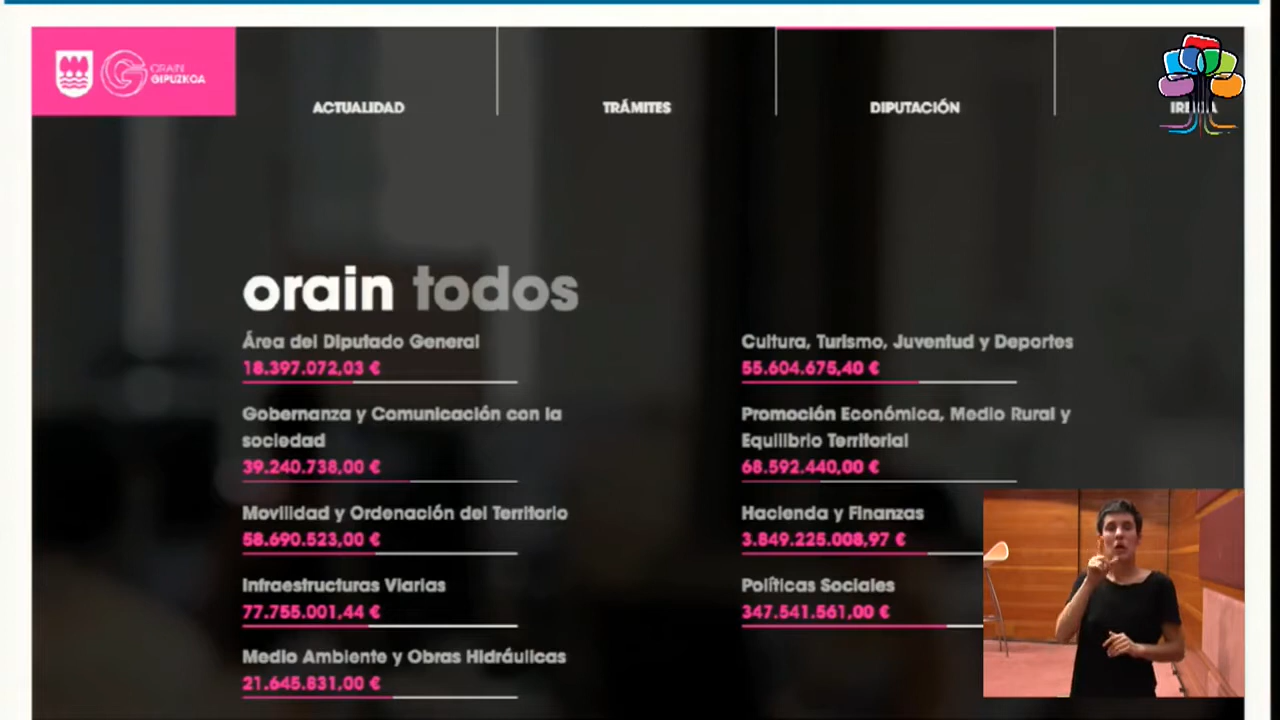 ORAIN
GIPUZKOA
ACTUALIDAD
TRÁMITES
DIPUTACIÓN
orain todos
Área del Diputado General
18.397.072,03 €
Gobernanza y Comunicación con la
sociedad
39.240.738,00 €
Movilidad y Ordenación del Territorio
58.690.523,00 €
Infraestructuras Viarias
77.755.001,44 €
Medio Ambiente y Obras Hidráulicas
21.645.831,00 €
Cultura, Turismo, Juventud y Deportes
55.604.675,40 €
Promoción Económica, Medio Rural y
Equilibrio Territorial
68.592.440,00 €
Hacienda y Finanzas
3.849.225.008,97 €
Políticas Sociales
347.541.561,00 €